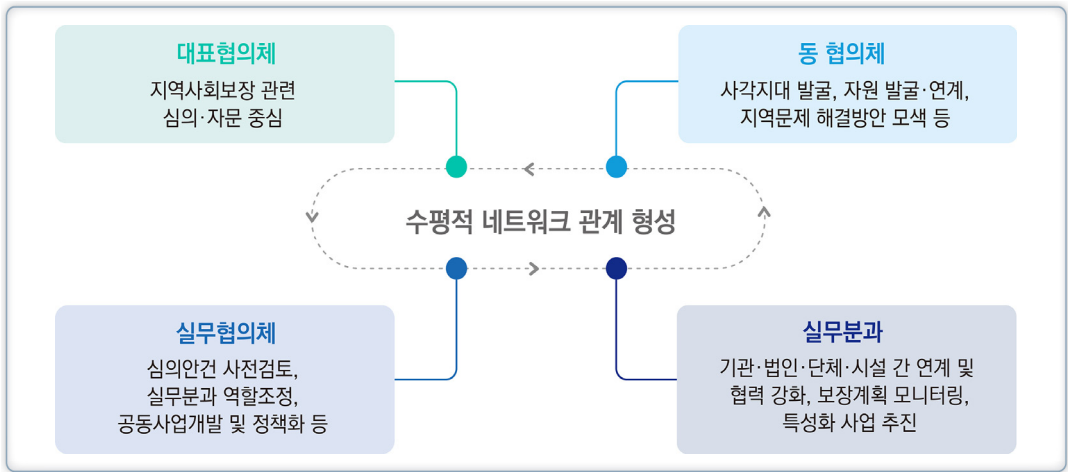 대표협의체
지역사회보장 관련
심의·자문 중심
동 협의체
사각지대 발굴, 자원 발굴·연계,
지역문제 해결방안 모색 등
수평적 네트워크 관계 형성
실무협의체
심의안건 사전검토,
실무분과 역할조정,
공동사업개발 및 정책화 등
실무분과
기관·법인·단체·시설 간 연계 및
협력 강화, 보장계획 모니터링,
특성화 사업 추진